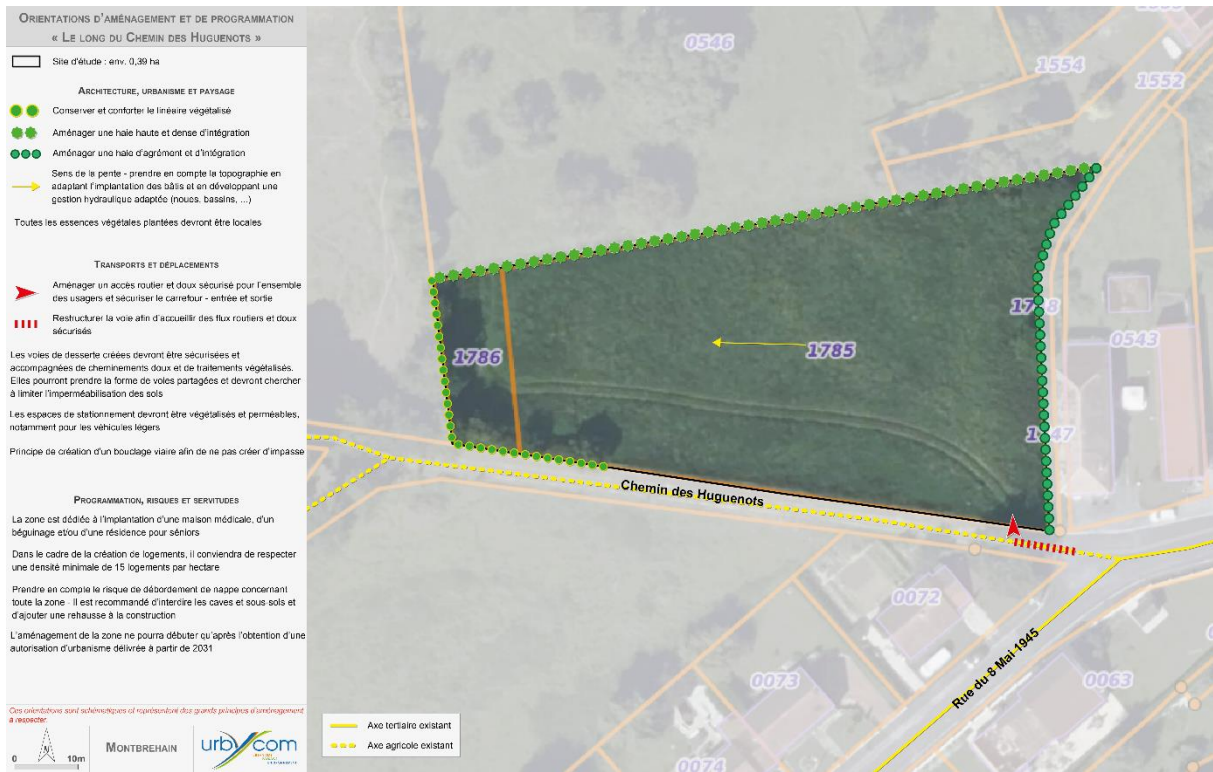 ORIENTATIONS D'AMÉNAGEMENT ET DE PROGRAMMATION
« LE LONG DU CHEMIN DES HUGUENOTS »
Site d'étude : env. 0,39 ha
ARCHITECTURE, URBANISME ET PAYSAGE
Conserver et conforter le linéaire végétalisé
Aménager une haie haute et dense d'intégration
Aménager une haie d'agrément et d'intégration
Sens de la pente - prendre en compte la topographie en
adaptant l'implantation des bâtis et en développant une
gestion hydraulique adaptée (noues, bassins, ...)
Toutes les essences végétales plantées devront être locales
TRANSPORTS ET DÉPLACEMENTS
Aménager un accès routier et doux sécurisé pour l'ensemble
des usagers et sécuriser le carrefour - entrée et sortie
Restructurer la voie afin d'accueillir des flux routiers et doux
sécurisés
Les voies de desserte créées devront être sécurisées et
accompagnées de cheminements doux et de traitements végétalisés.
Elles pourront prendre la forme de voies partagées et devront chercher
à limiter l'imperméabilisation des sols
Les espaces de stationnement devront être végétalisés et perméables,
notamment pour les véhicules légers
Principe de création d'un bouclage viaire afin de ne pas créer d'impasse
PROGRAMMATION, RISQUES ET SERVITUDES
La zone est dédiée à l'implantation d'une maison médicale, d'un
béguinage et/ou d'une résidence pour séniors
Dans le cadre de la création de logements, il conviendra de respecter
une densité minimale de 15 logements par hectare
Prendre en compte le risque de débordement de nappe concernant
toute la zone - il est recommandé d'interdire les caves et sous-sols et
d'ajouter une rehausse à la construction
L'aménagement de la zone ne pourra débuter qu'après l'obtention d'une
autorisation d'urbanisme délivrée à partir de 2031
Ces orientations sont schématiques et représentent des grands principes d'aménagement
à respecter.
N
0 10m
MONTBREHAIN
urbycom
0546
1554
1552
1786
1785
0543
Chemin des Huguenots
0072
0073
0063
0074
Rue du 8 Mai 1945
Axe tertiaire existant
Axe agricole existant